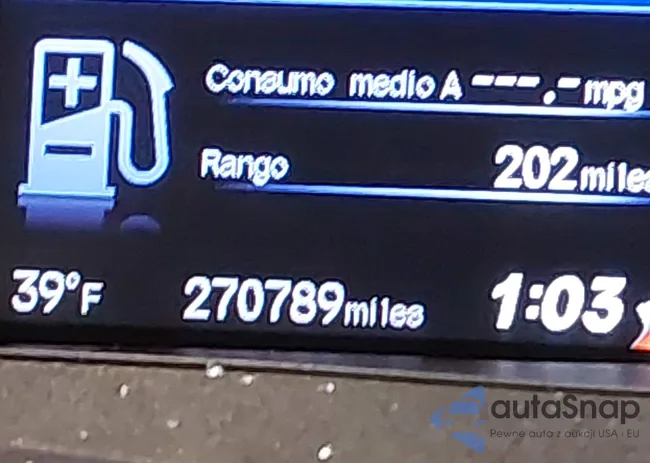 Consumo medio A ---.- mpg
Rango 202 miles
39°F 270789 miles 1:03
autaSnap
Pewne auta z aukcji USA i EU